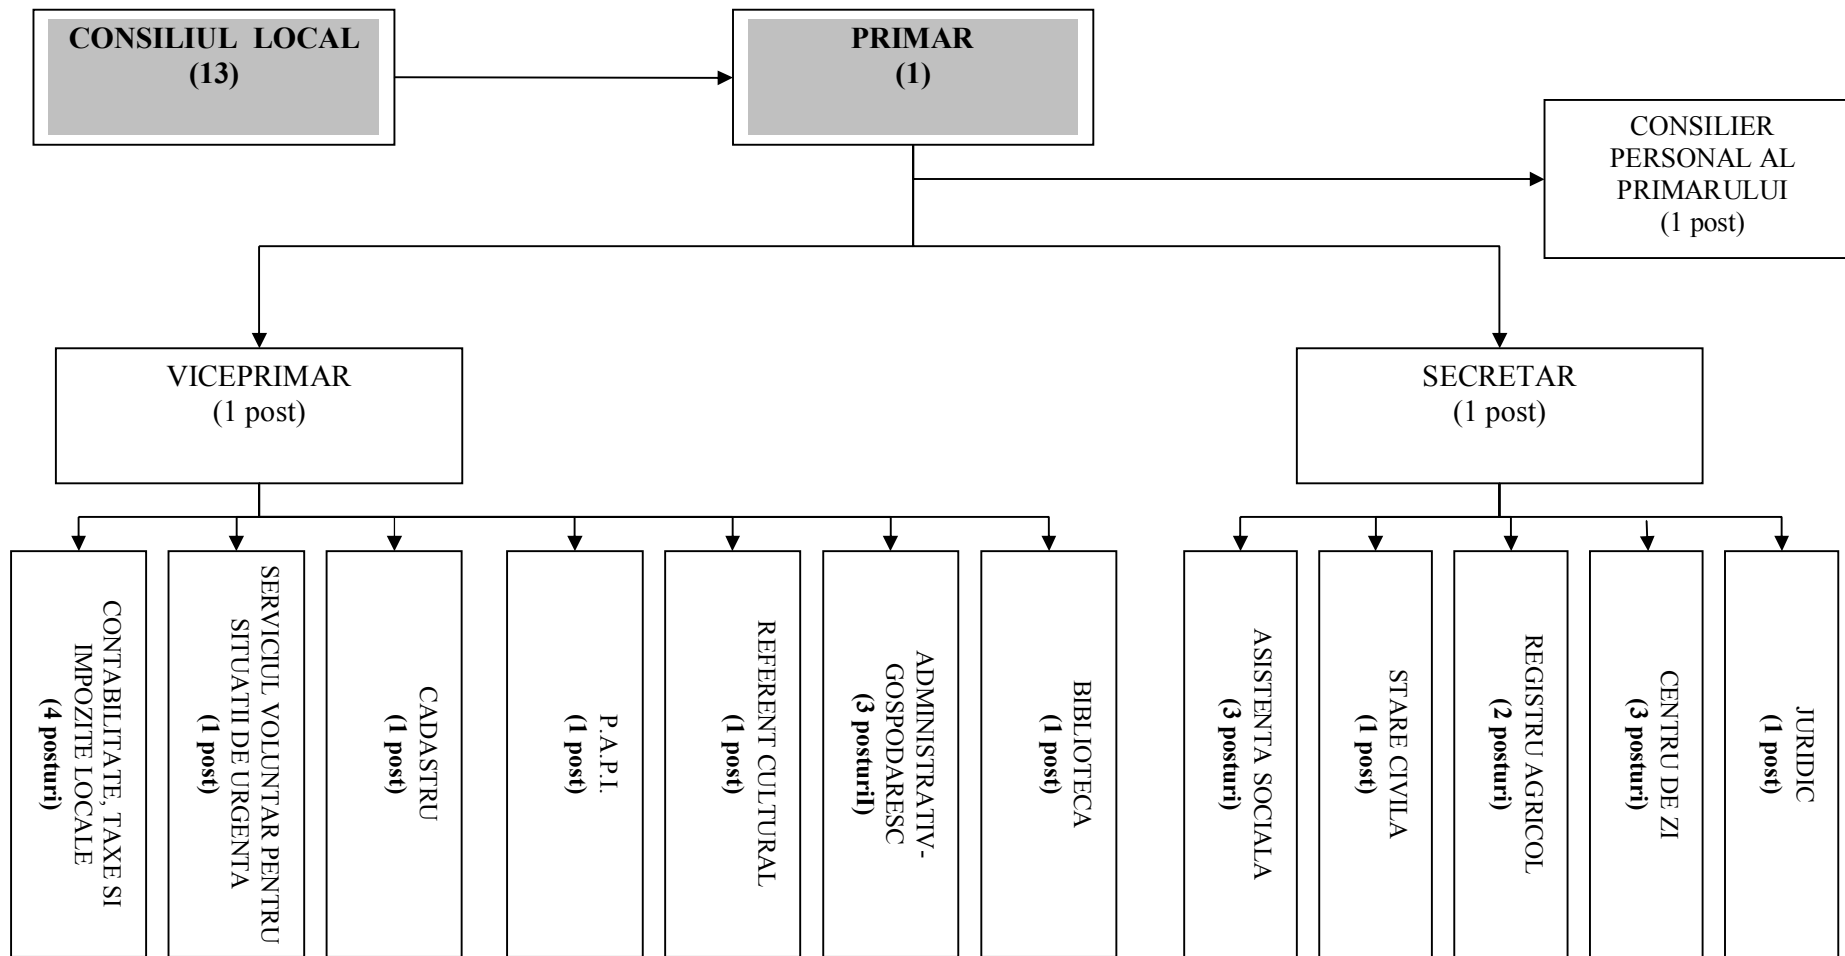 CONSILIUL LOCAL
(13)
PRIMAR
(1)
CONSILIER
PERSONAL AL
PRIMARULUI
(1 post)
VICEPRIMAR
(1 post)
SECRETAR
(1 post)
CONTABILITATE, TAXE SI
IMPOZITE LOCALE
(4 posturi)
SERVICIUL VOLUNTAR PENTRU
SITUATII DE URGENTA
(1 post)
CADASTRU
(1 post)
P.A.P.I.
(1 post)
REFERENT CULTURAL
(1 post)
ADMINISTRATIV-
GOSPODARESC
(3 posturiI)
BIBLIOTECA
(1 post)
ASISTENTA SOCIALA
(3 posturi)
STARE CIVILA
(1 post)
REGISTRU AGRICOL
(2 posturi)
CENTRU DE ZI
(3 posturi)
JURIDIC
(1 post)